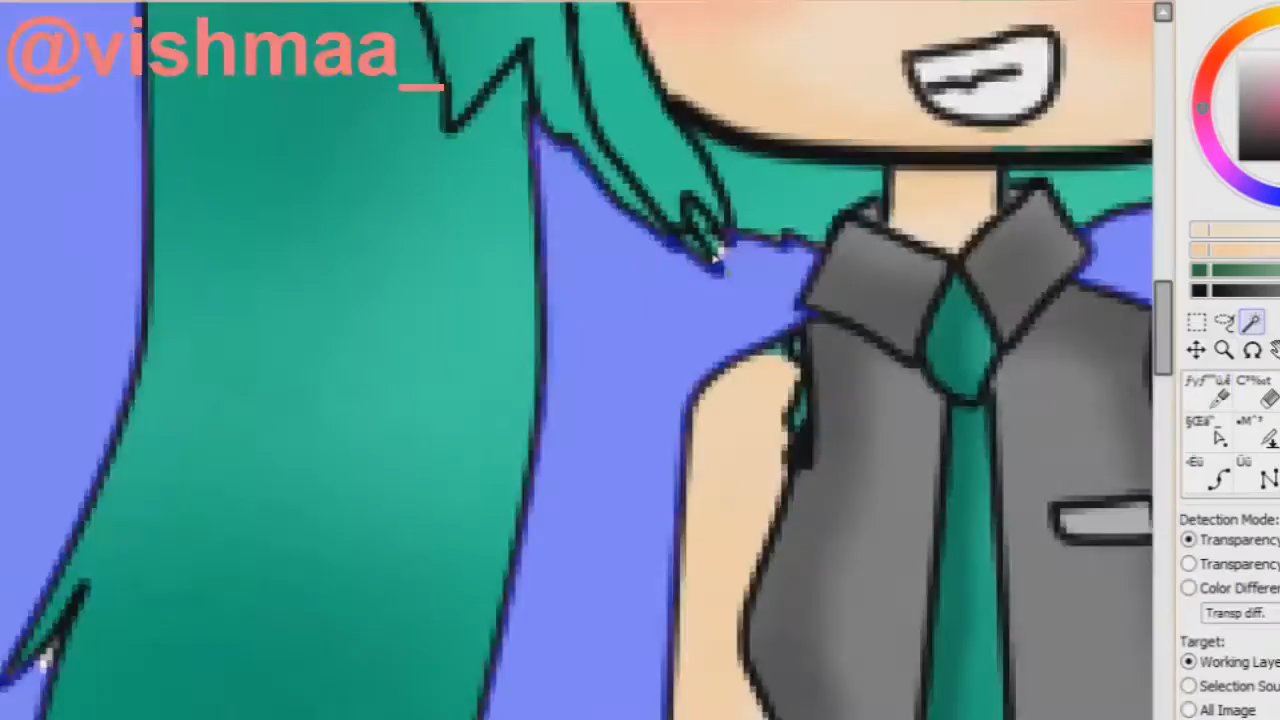 @vishmaa_
Detection Mode:
Transparency
Transparency
Color Differen
Transp diff.
Target:
Working Laye
Selection Sou
All Image